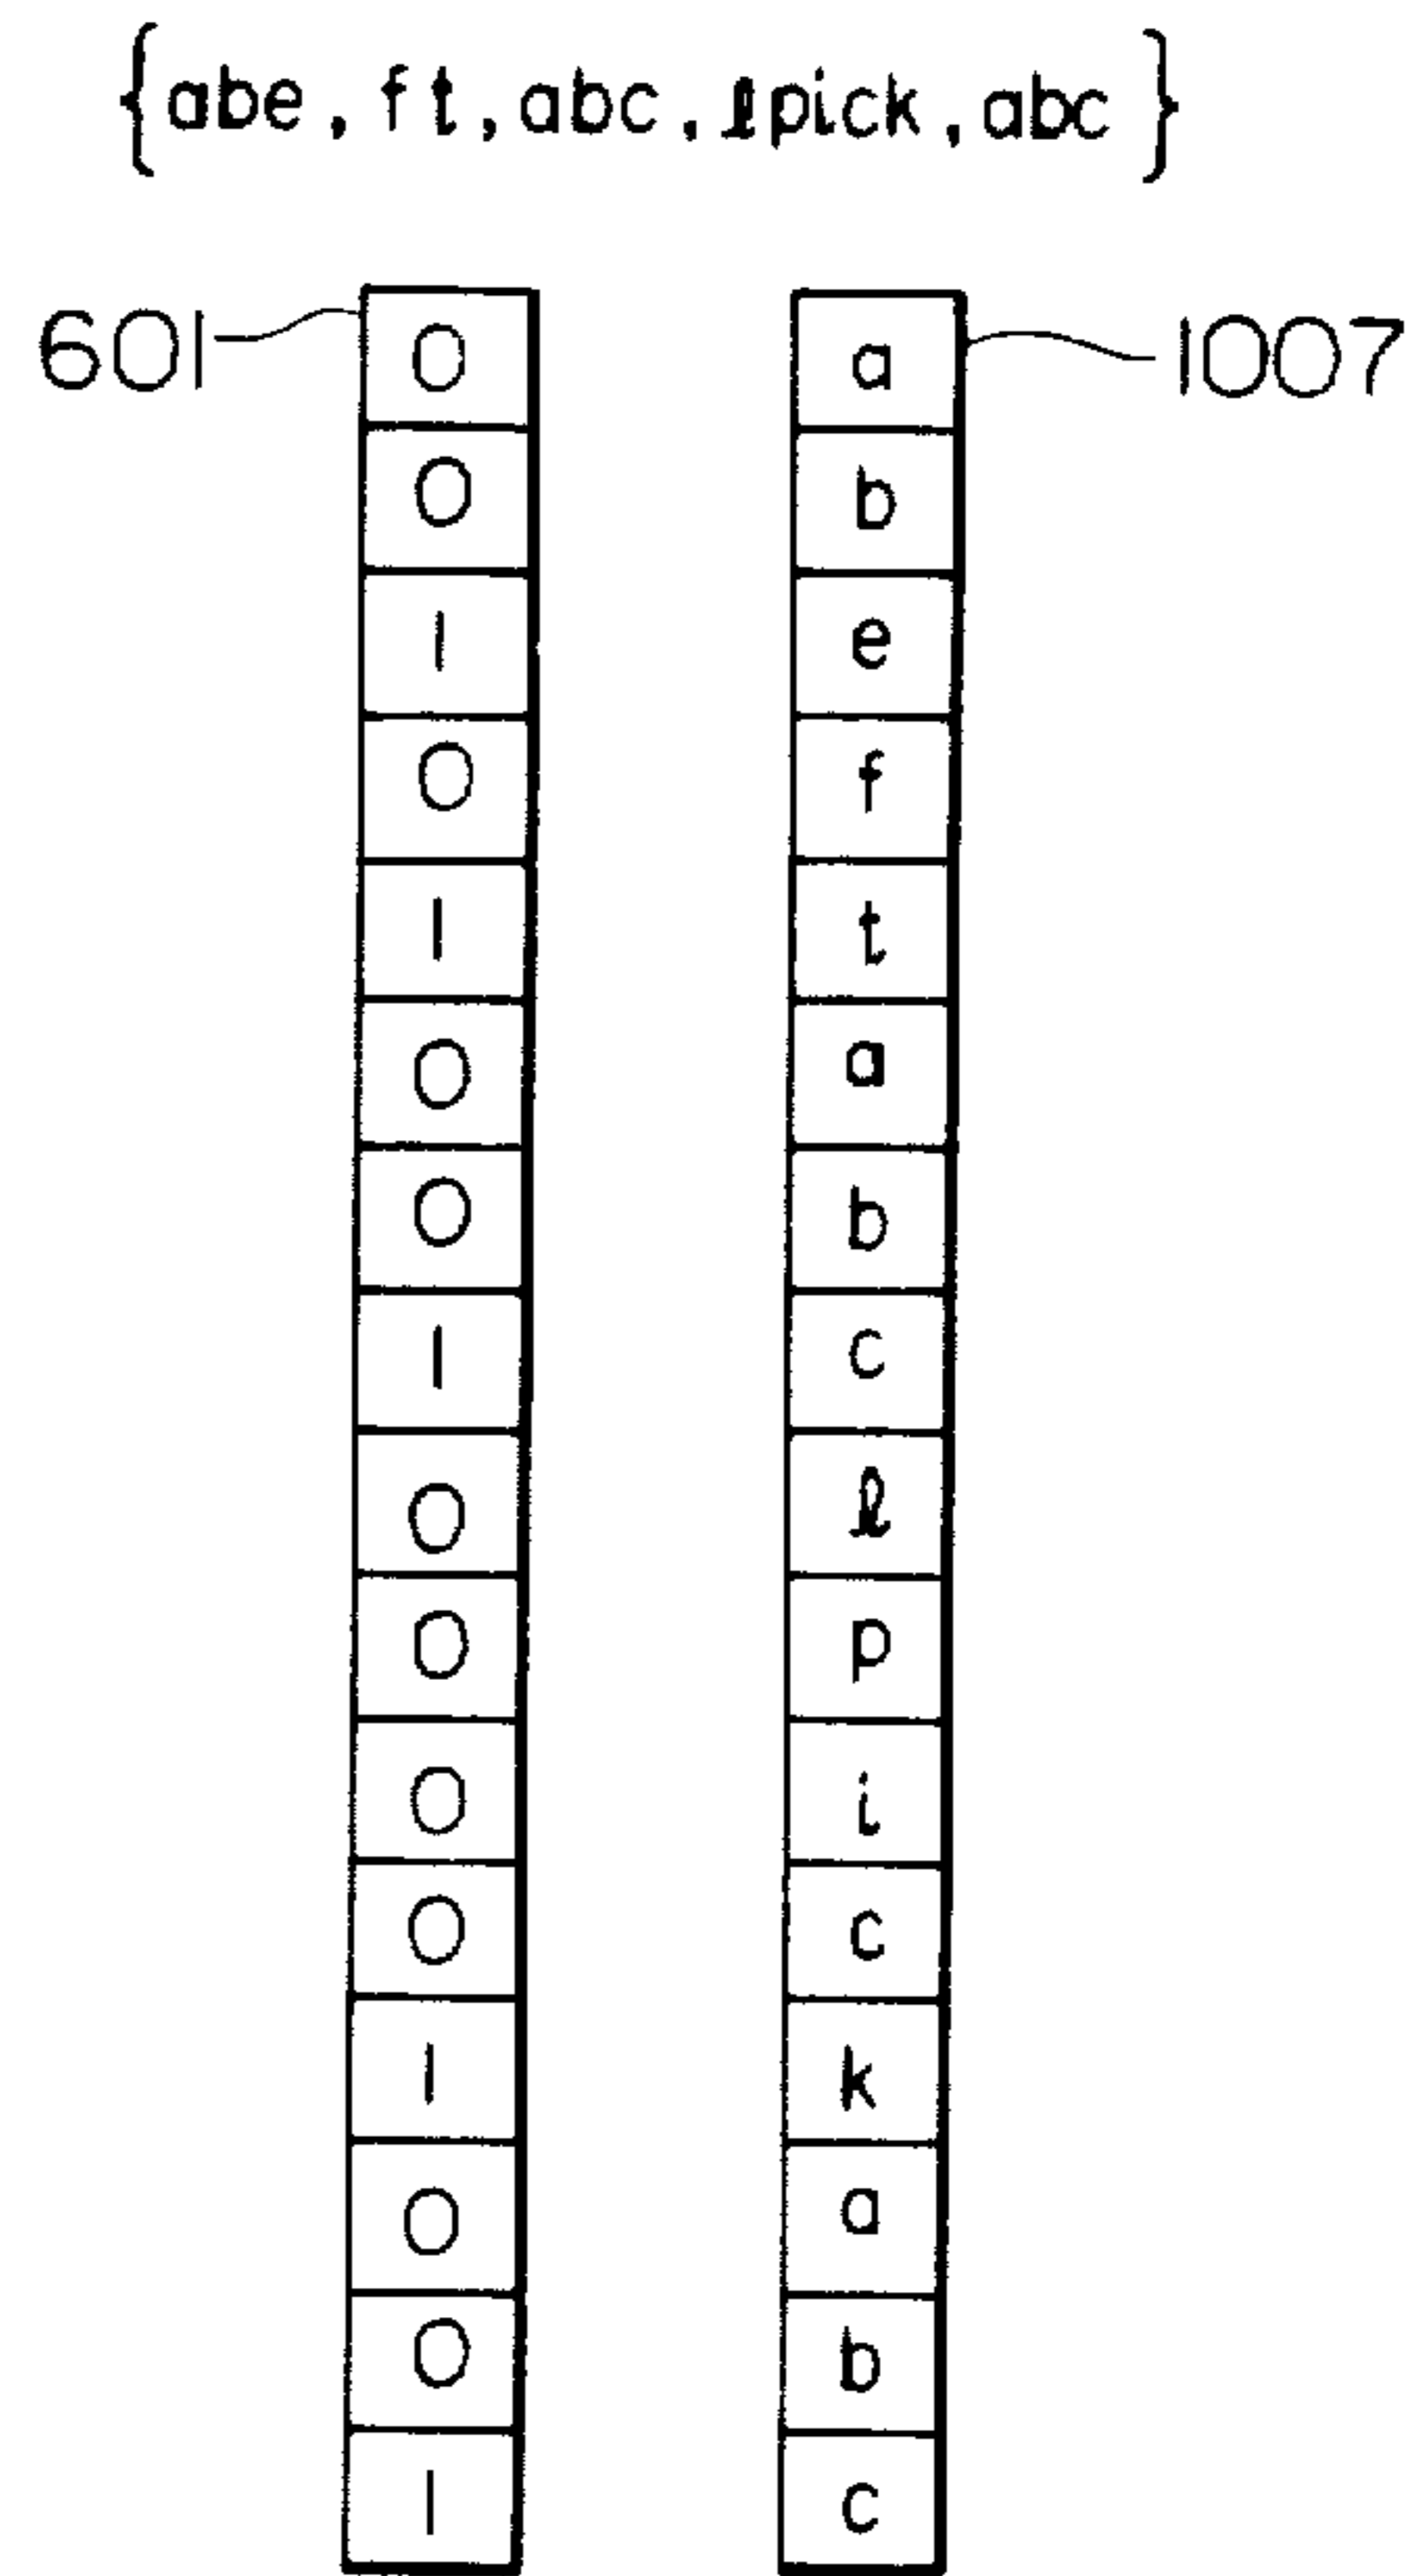 {abe, ft, abc, lpick, abc}
601 0 a 1007
0 b
1 e
0 f
1 t
0 a
0 b
1 c
0 l
0 p
0 i
0 c
1 k
0 a
0 b
1 c